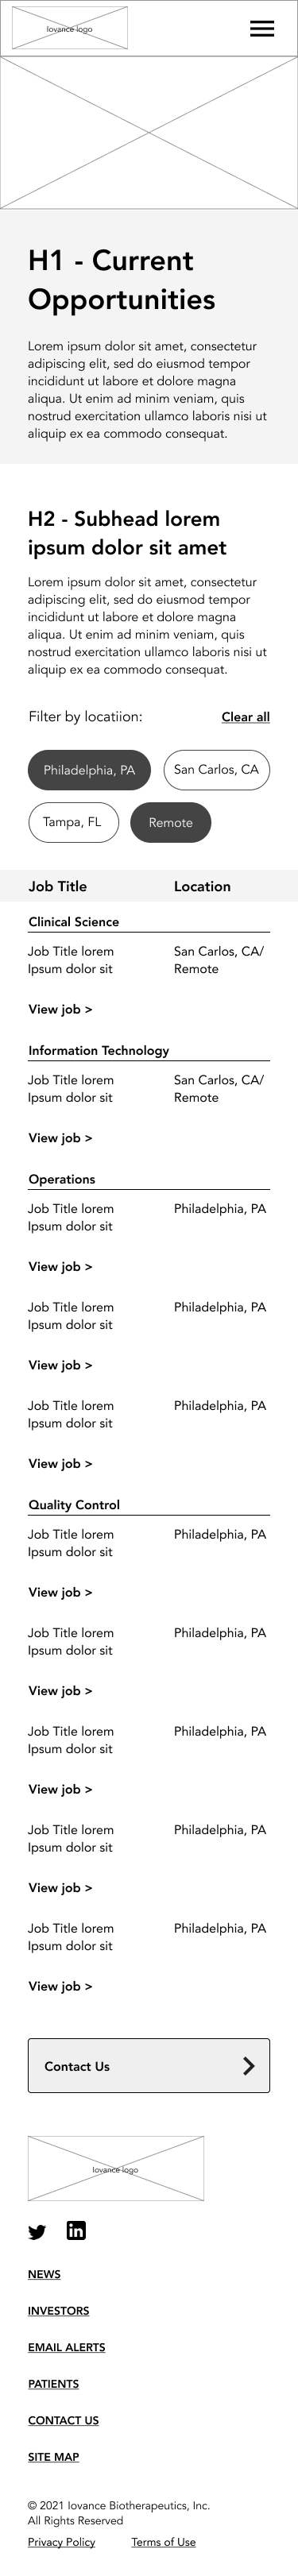 Iovance logo
H1 - Current
Opportunities
Lorem ipsum dolor sit amet, consectetur
adipiscing elit, sed do eiusmod tempor
incididunt ut labore et dolore magna
aliqua. Ut enim ad minim veniam, quis
nostrud exercitation ullamco laboris nisi ut
aliquip ex ea commodo consequat.
H2 - Subhead lorem
ipsum dolor sit amet
Lorem ipsum dolor sit amet, consectetur
adipiscing elit, sed do eiusmod tempor
incididunt ut labore et dolore magna
aliqua. Ut enim ad minim veniam, quis
nostrud exercitation ullamco laboris nisi ut
aliquip ex ea commodo consequat.
Filter by locatiion: Clear all
Philadelphia, PA San Carlos, CA
Tampa, FL Remote
Job Title Location
Clinical Science
Job Title lorem San Carlos, CA/
Ipsum dolor sit Remote
View job >
Information Technology
Job Title lorem San Carlos, CA/
Ipsum dolor sit Remote
View job >
Operations
Job Title lorem Philadelphia, PA
Ipsum dolor sit
View job >
Job Title lorem Philadelphia, PA
Ipsum dolor sit
View job >
Job Title lorem Philadelphia, PA
Ipsum dolor sit
View job >
Quality Control
Job Title lorem Philadelphia, PA
Ipsum dolor sit
View job >
Job Title lorem Philadelphia, PA
Ipsum dolor sit
View job >
Job Title lorem Philadelphia, PA
Ipsum dolor sit
View job >
Job Title lorem Philadelphia, PA
Ipsum dolor sit
View job >
Job Title lorem Philadelphia, PA
Ipsum dolor sit
View job >
Contact Us
Iovance logo
in
NEWS
INVESTORS
EMAIL ALERTS
PATIENTS
CONTACT US
SITE MAP
© 2021 Iovance Biotherapeutics, Inc.
All Rights Reserved
Privacy Policy Terms of Use